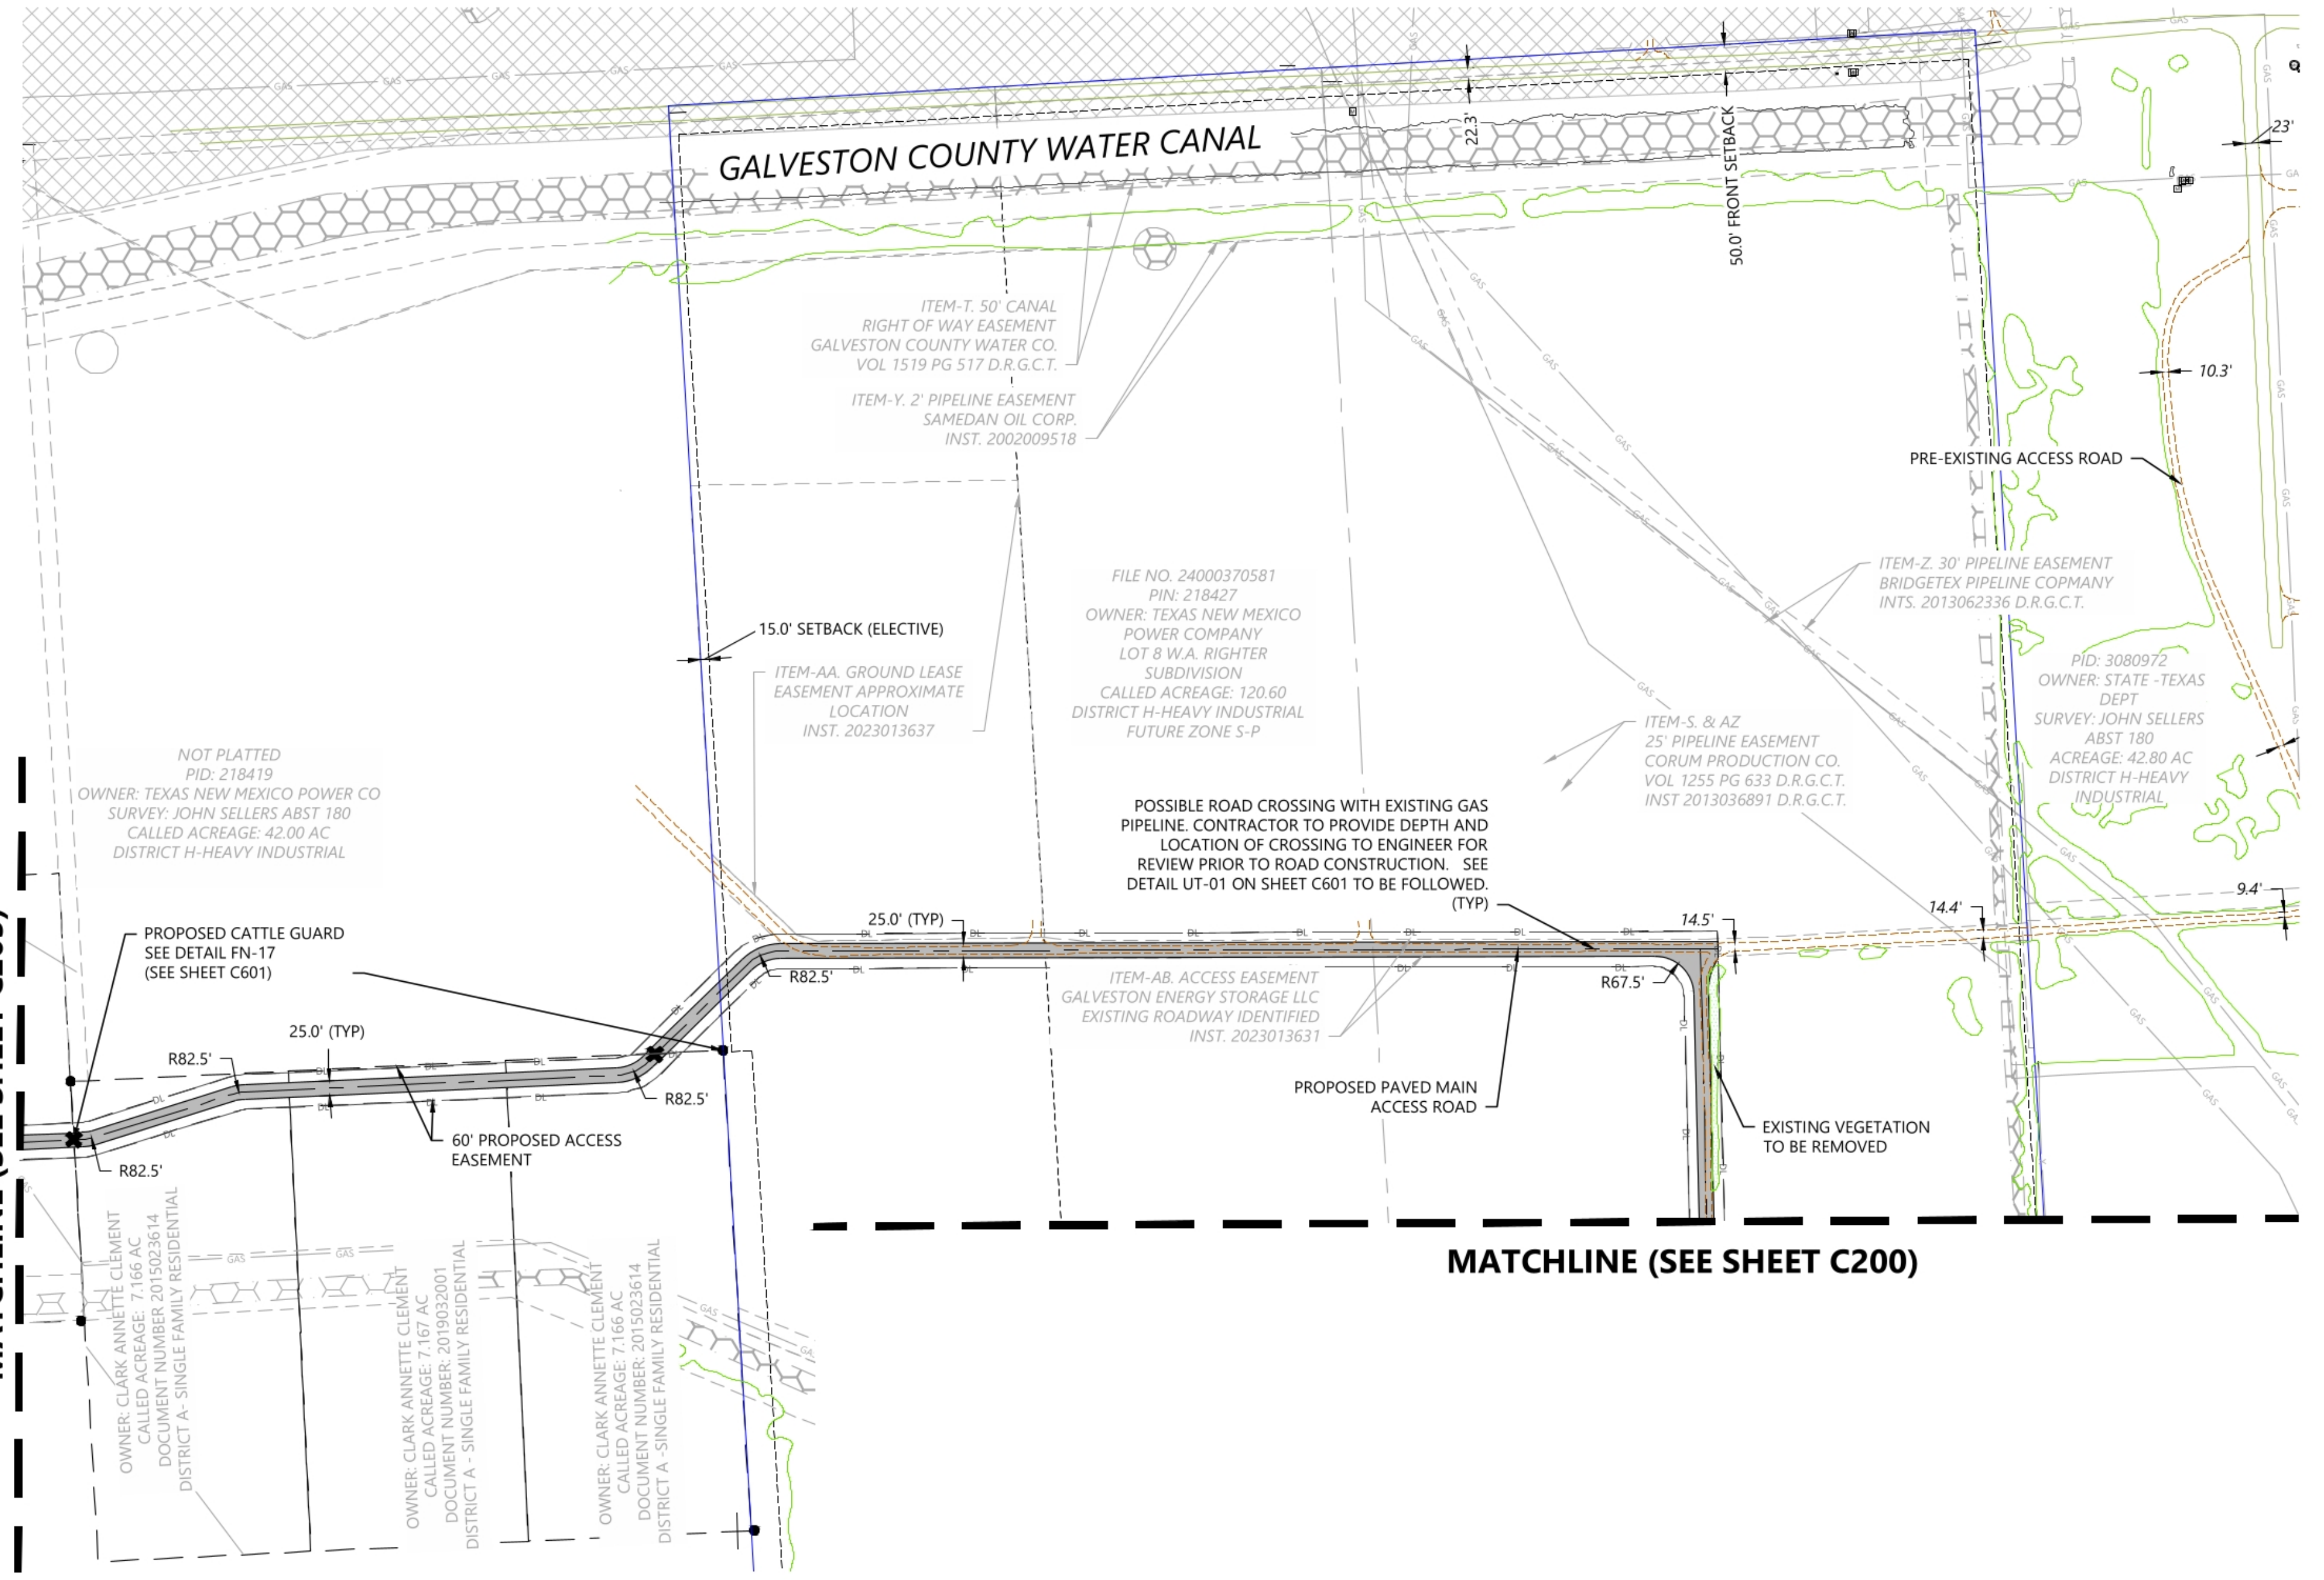 GALVESTON COUNTY WATER CANAL
22.3'
50.0' FRONT SETBACK
23'
10.3'
ITEM-T. 50' CANAL
RIGHT OF WAY EASEMENT
GALVESTON COUNTY WATER CO.
VOL 1519 PG 517 D.R.G.C.T.
ITEM-Y. 2' PIPELINE EASEMENT
SAMEDAN OIL CORP.
INST. 2002009518
PRE-EXISTING ACCESS ROAD
ITEM-Z. 30' PIPELINE EASEMENT
BRIDGETEX PIPELINE COPMANY
INTS. 2013062336 D.R.G.C.T.
FILE NO. 24000370581
PIN: 218427
OWNER: TEXAS NEW MEXICO
POWER COMPANY
LOT 8 W.A. RIGHTER
SUBDIVISION
CALLED ACREAGE: 120.60
DISTRICT H-HEAVY INDUSTRIAL
FUTURE ZONE S-P
15.0' SETBACK (ELECTIVE)
ITEM-AA. GROUND LEASE
EASEMENT APPROXIMATE
LOCATION
INST. 2023013637
PID: 3080972
OWNER: STATE -TEXAS
DEPT
SURVEY: JOHN SELLERS
ABST 180
ACREAGE: 42.80 AC
DISTRICT H-HEAVY
INDUSTRIAL
ITEM-S. & AZ
25' PIPELINE EASEMENT
CORUM PRODUCTION CO.
VOL 1255 PG 633 D.R.G.C.T.
INST 2013036891 D.R.G.C.T.
NOT PLATTED
PID: 218419
OWNER: TEXAS NEW MEXICO POWER CO
SURVEY: JOHN SELLERS ABST 180
CALLED ACREAGE: 42.00 AC
DISTRICT H-HEAVY INDUSTRIAL
POSSIBLE ROAD CROSSING WITH EXISTING GAS
PIPELINE. CONTRACTOR TO PROVIDE DEPTH AND
LOCATION OF CROSSING TO ENGINEER FOR
REVIEW PRIOR TO ROAD CONSTRUCTION. SEE
DETAIL UT-01 ON SHEET C601 TO BE FOLLOWED.
(TYP)
25.0' (TYP)
14.5'
14.4'
9.4'
PROPOSED CATTLE GUARD
SEE DETAIL FN-17
(SEE SHEET C601)
R82.5'
R67.5'
ITEM-AB. ACCESS EASEMENT
GALVESTON ENERGY STORAGE LLC
EXISTING ROADWAY IDENTIFIED
INST. 2023013631
25.0' (TYP)
R82.5'
R82.5'
PROPOSED PAVED MAIN
ACCESS ROAD
60' PROPOSED ACCESS
EASEMENT
R82.5'
EXISTING VEGETATION
TO BE REMOVED
MATCHLINE (SEE SHEET C200)
OWNER: CLARK ANNETTE CLEMENT
CALLED ACREAGE: 7.166 AC
DOCUMENT NUMBER 2015023614
DISTRICT A- SINGLE FAMILY RESIDENTIAL
OWNER: CLARK ANNETTE CLEMENT
CALLED ACREAGE: 7.167 AC
DOCUMENT NUMBER: 2019032001
DISTRICT A - SINGLE FAMILY RESIDENTIAL
OWNER: CLARK ANNETTE CLEMENT
CALLED ACREAGE: 7.166 AC
DOCUMENT NUMBER: 2015023614
DISTRICT A -SINGLE FAMILY RESIDENTIAL